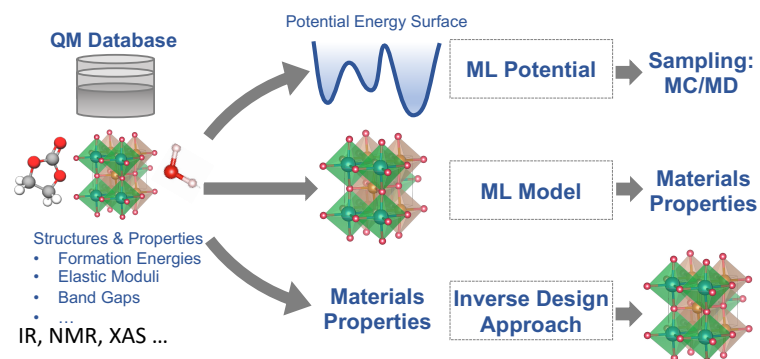 Potential Energy Surface
QM Database
ML Potential
Sampling:
MC/MD
ML Model
Materials
Properties
Structures & Properties
• Formation Energies
• Elastic Moduli
• Band Gaps
• …
IR, NMR, XAS ...
Materials
Properties
Inverse Design
Approach